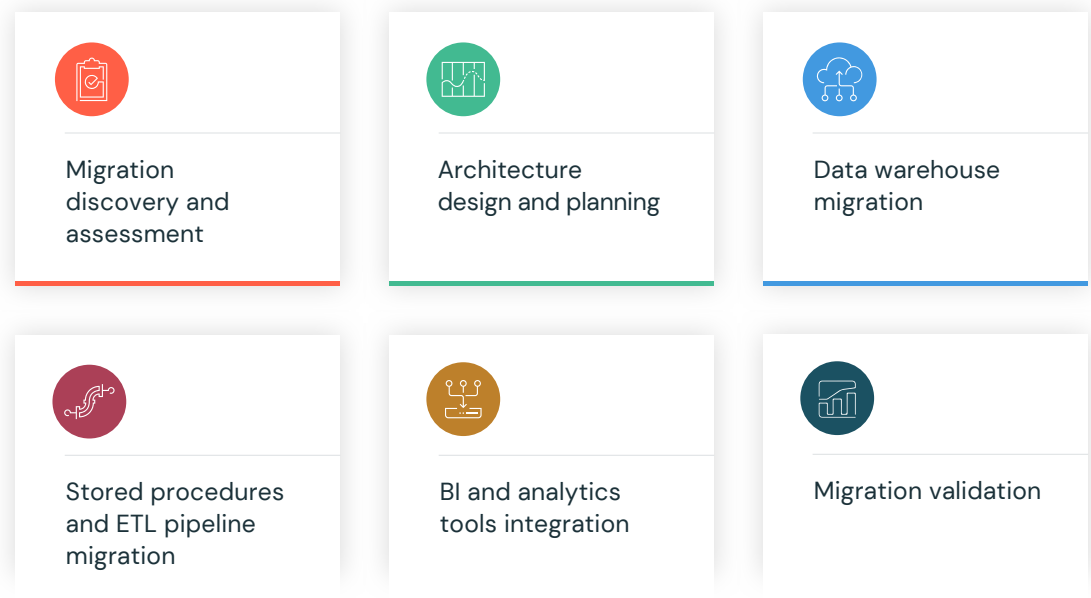 Migration
discovery and
assessment
Architecture
design and planning
Data warehouse
migration
Stored procedures
and ETL pipeline
migration
BI and analytics
tools integration
Migration validation